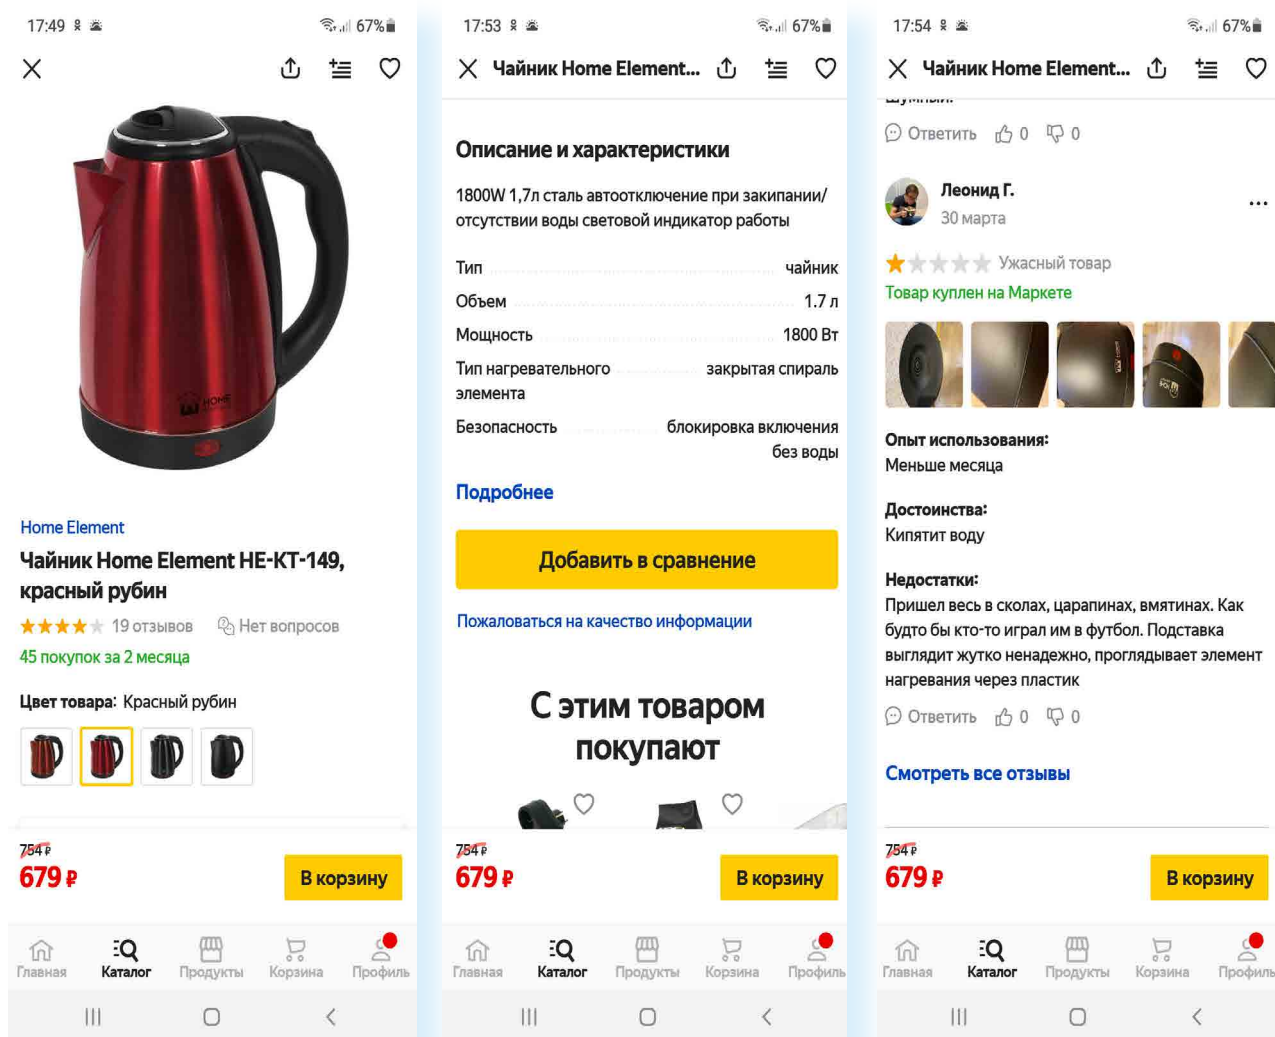 17:49
67%
Home Element
Чайник Home Element HE-KT-149,
красный рубин
19 отзывов
Нет вопросов
45 покупок за 2 месяца
Цвет товара: Красный рубин
754 ₽
679 ₽
В корзину
Главная
Каталог
Продукты
Корзина
Профиль
17:53
67%
Чайник Home Element...
Описание и характеристики
1800W 1,7л сталь автоотключение при закипании/
отсутствии воды световой индикатор работы
Тип чайник
Объем 1.7 л
Мощность 1800 Вт
Тип нагревательного закрытая спираль
элемента
Безопасность блокировка включения
без воды
Подробнее
Добавить в сравнение
Пожаловаться на качество информации
С этим товаром
покупают
754 ₽
679 ₽
В корзину
Главная
Каталог
Продукты
Корзина
Профиль
17:54
67%
Чайник Home Element...
Шумный.
Ответить 0 0
Леонид Г.
30 марта
Ужасный товар
Товар куплен на Маркете
Опыт использования:
Меньше месяца
Достоинства:
Кипятит воду
Недостатки:
Пришел весь в сколах, царапинах, вмятинах. Как
будто бы кто-то играл им в футбол. Подставка
выглядит жутко ненадежно, проглядывает элемент
нагревания через пластик
Ответить 0 0
Смотреть все отзывы
754 ₽
679 ₽
В корзину
Главная
Каталог
Продукты
Корзина
Профиль